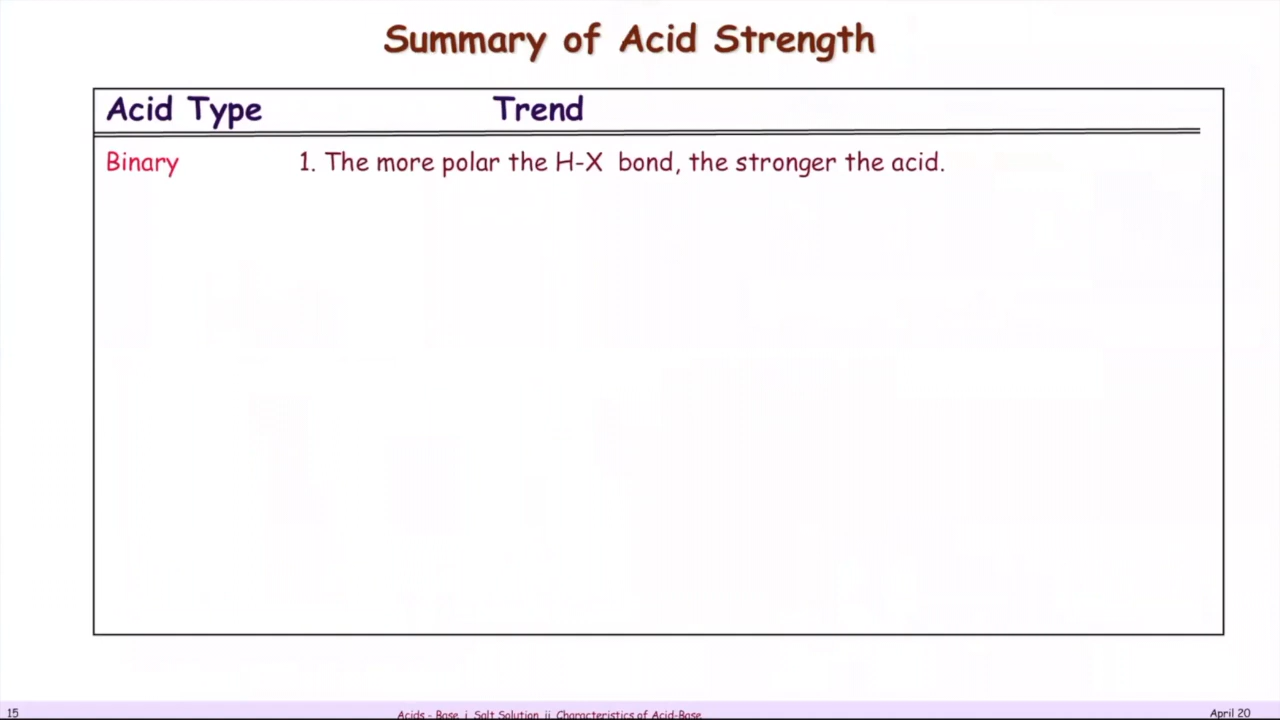 Summary of Acid Strength
Acid Type Trend
Binary 1. The more polar the H-X bond, the stronger the acid.
15 Acids - Base i Salt Solution ii Characteristics of Acid-Base April 20